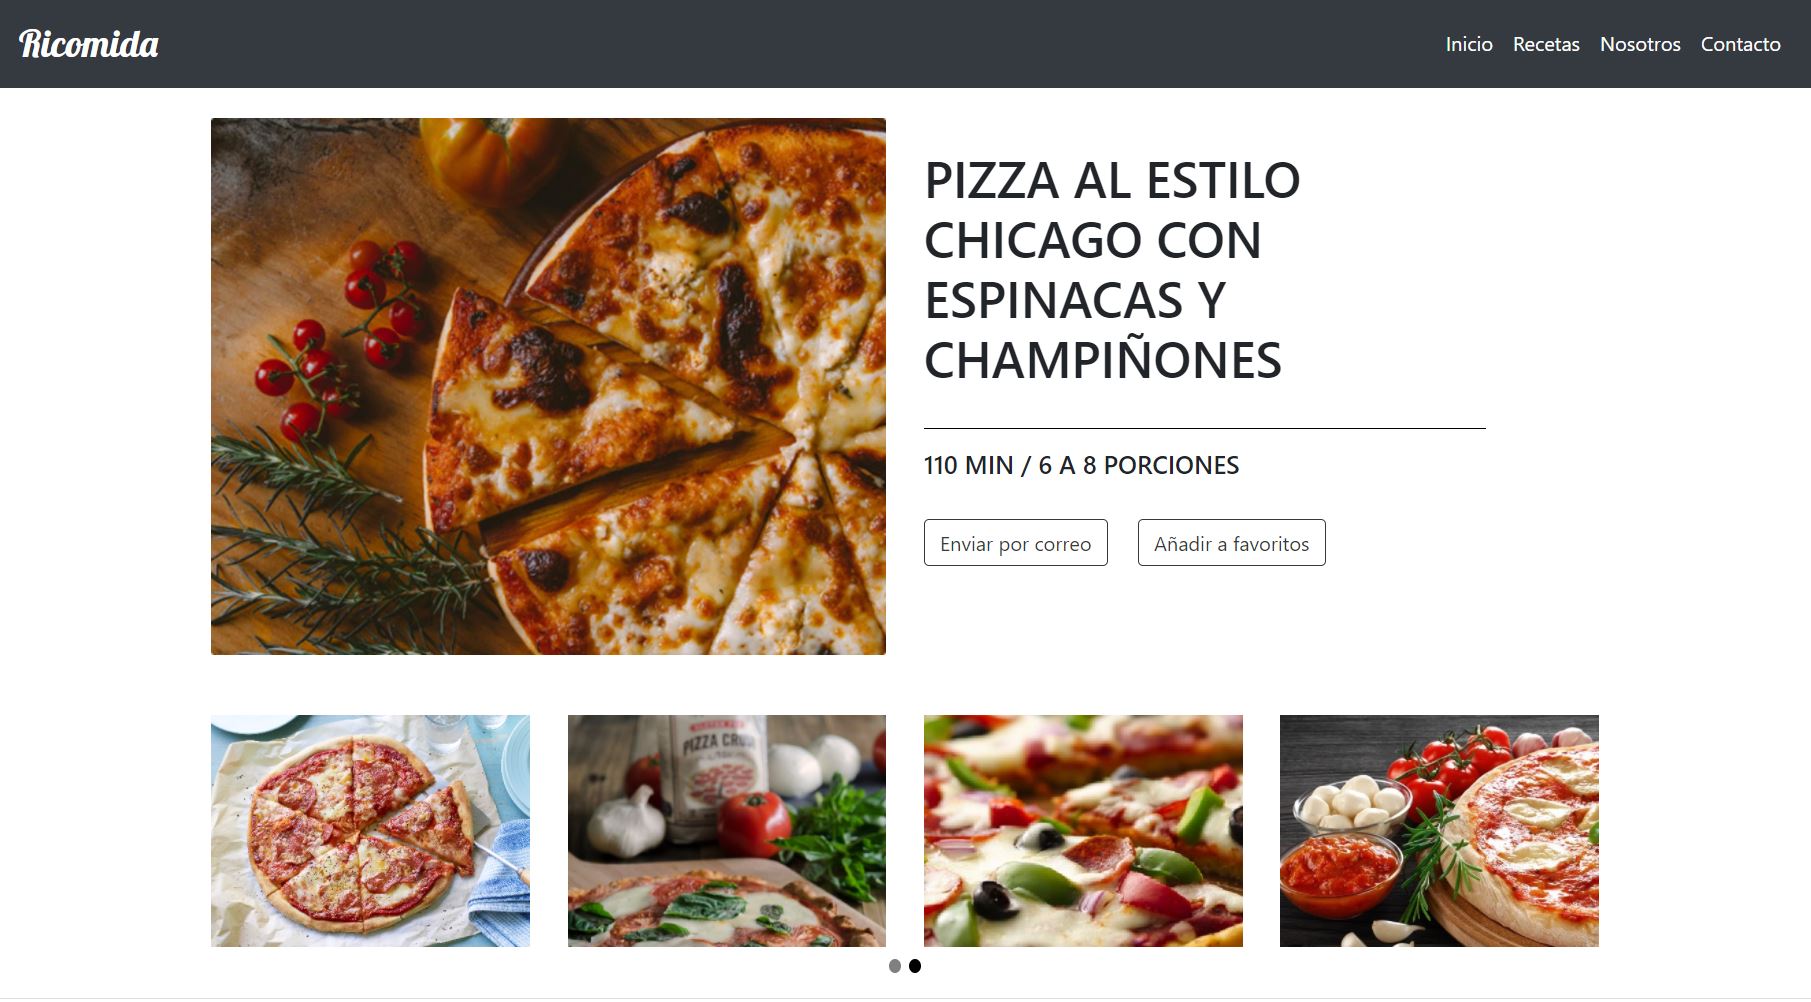 Ricomida
Inicio Recetas Nosotros Contacto
PIZZA AL ESTILO
CHICAGO CON
ESPINACAS Y
CHAMPIÑONES
110 MIN / 6 A 8 PORCIONES
Enviar por correo Añadir a favoritos
PIZZA